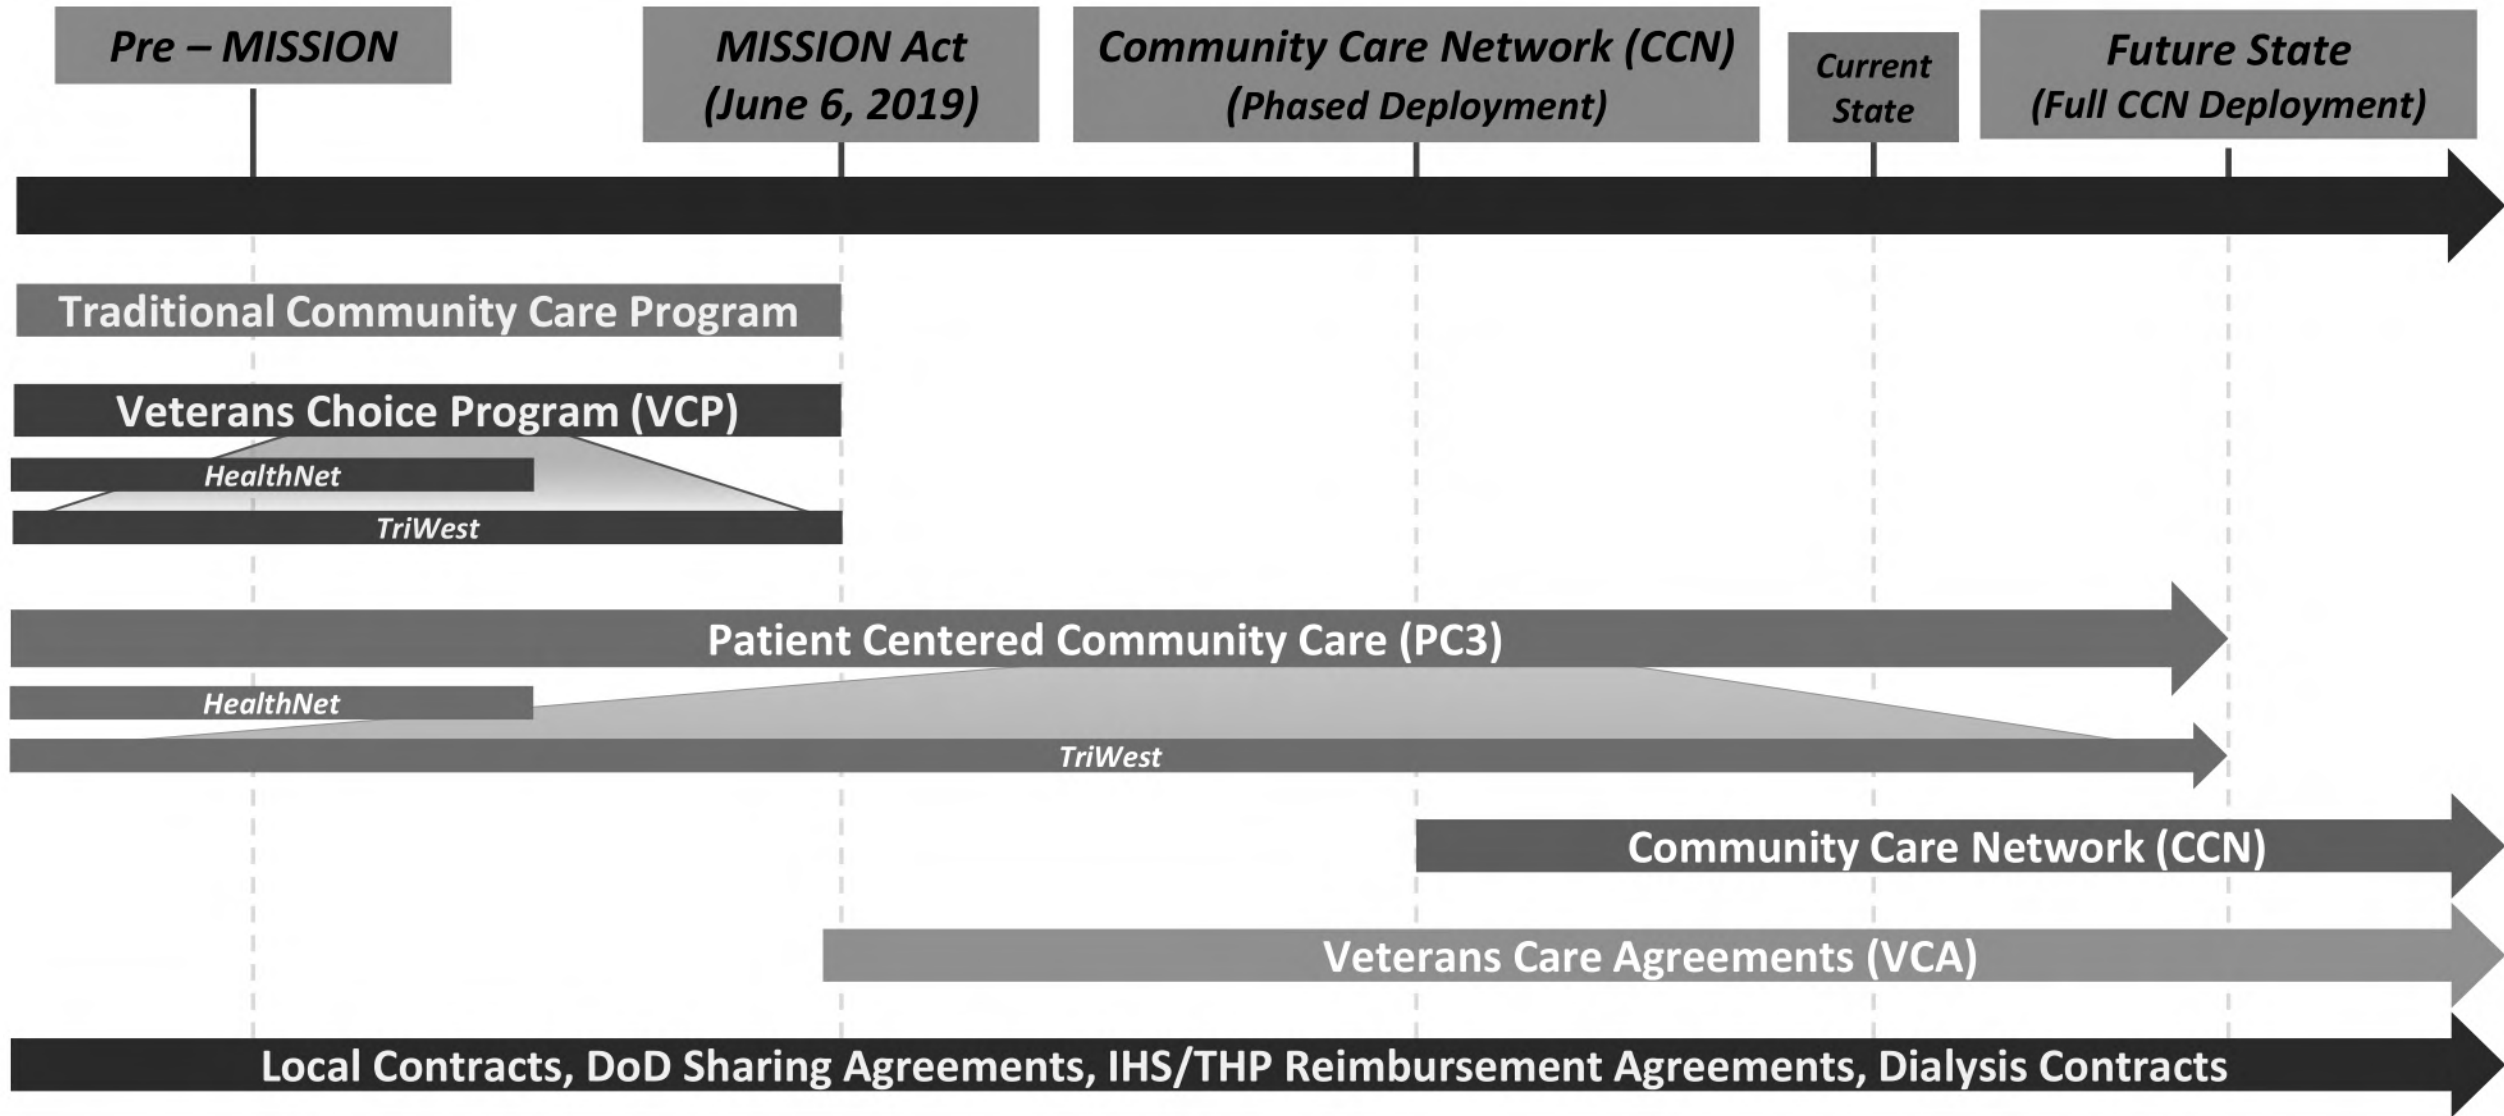 Pre – MISSION
MISSION Act
(June 6, 2019)
Community Care Network (CCN)
(Phased Deployment)
Current
State
Future State
(Full CCN Deployment)
Traditional Community Care Program
Veterans Choice Program (VCP)
HealthNet
TriWest
Patient Centered Community Care (PC3)
HealthNet
TriWest
Community Care Network (CCN)
Veterans Care Agreements (VCA)
Local Contracts, DoD Sharing Agreements, IHS/THP Reimbursement Agreements, Dialysis Contracts